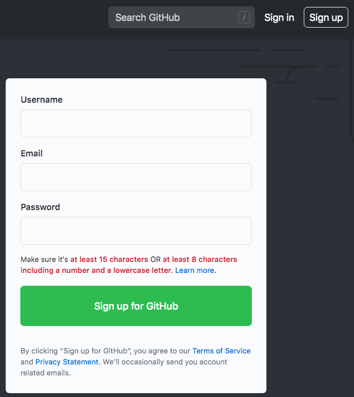 Search GitHub / Sign in Sign up
Username
Email
Password
Make sure it's at least 15 characters OR at least 8 characters
including a number and a lowercase letter. Learn more.
Sign up for GitHub
By clicking “Sign up for GitHub”, you agree to our Terms of Service
and Privacy Statement. We'll occasionally send you account
related emails.